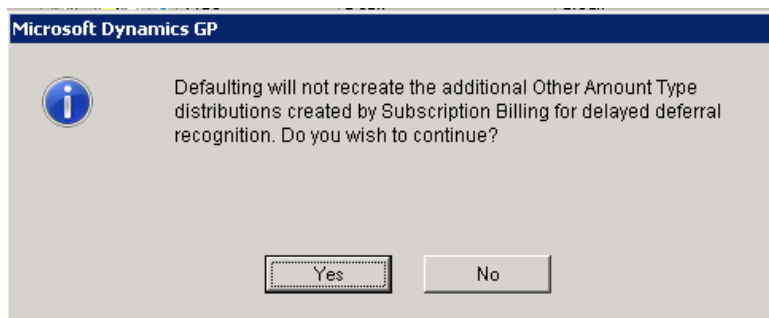 Microsoft Dynamics GP
Defaulting will not recreate the additional Other Amount Type
distributions created by Subscription Billing for delayed deferral
recognition. Do you wish to continue?
Yes
No